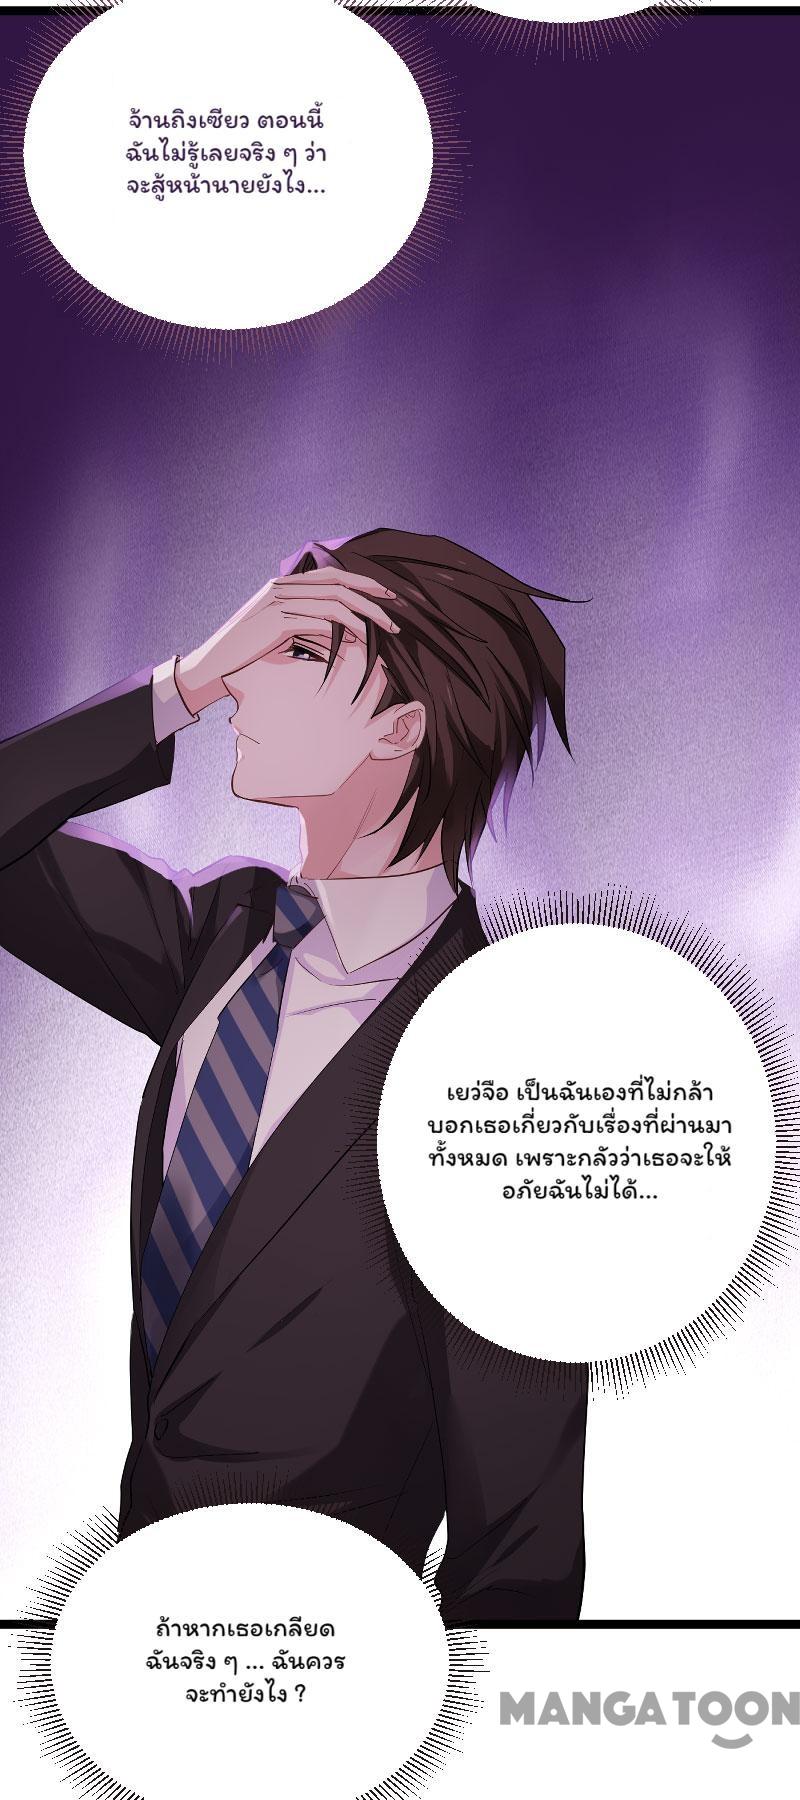 จ้านถิงเซียว ตอนนี้
ฉันไม่รู้เลยจริง ๆ ว่า
จะสู้หน้านายยังไง...
เยว่จือ เป็นฉันเองที่ไม่กล้า
บอกเธอเกี่ยวกับเรื่องที่ผ่านมา
ทั้งหมด เพราะกลัวว่าเธอจะให้
อภัยฉันไม่ได้...
ถ้าหากเธอเกลียด
ฉันจริง ๆ ... ฉันควร
จะทำยังไง ?
MANGATOON